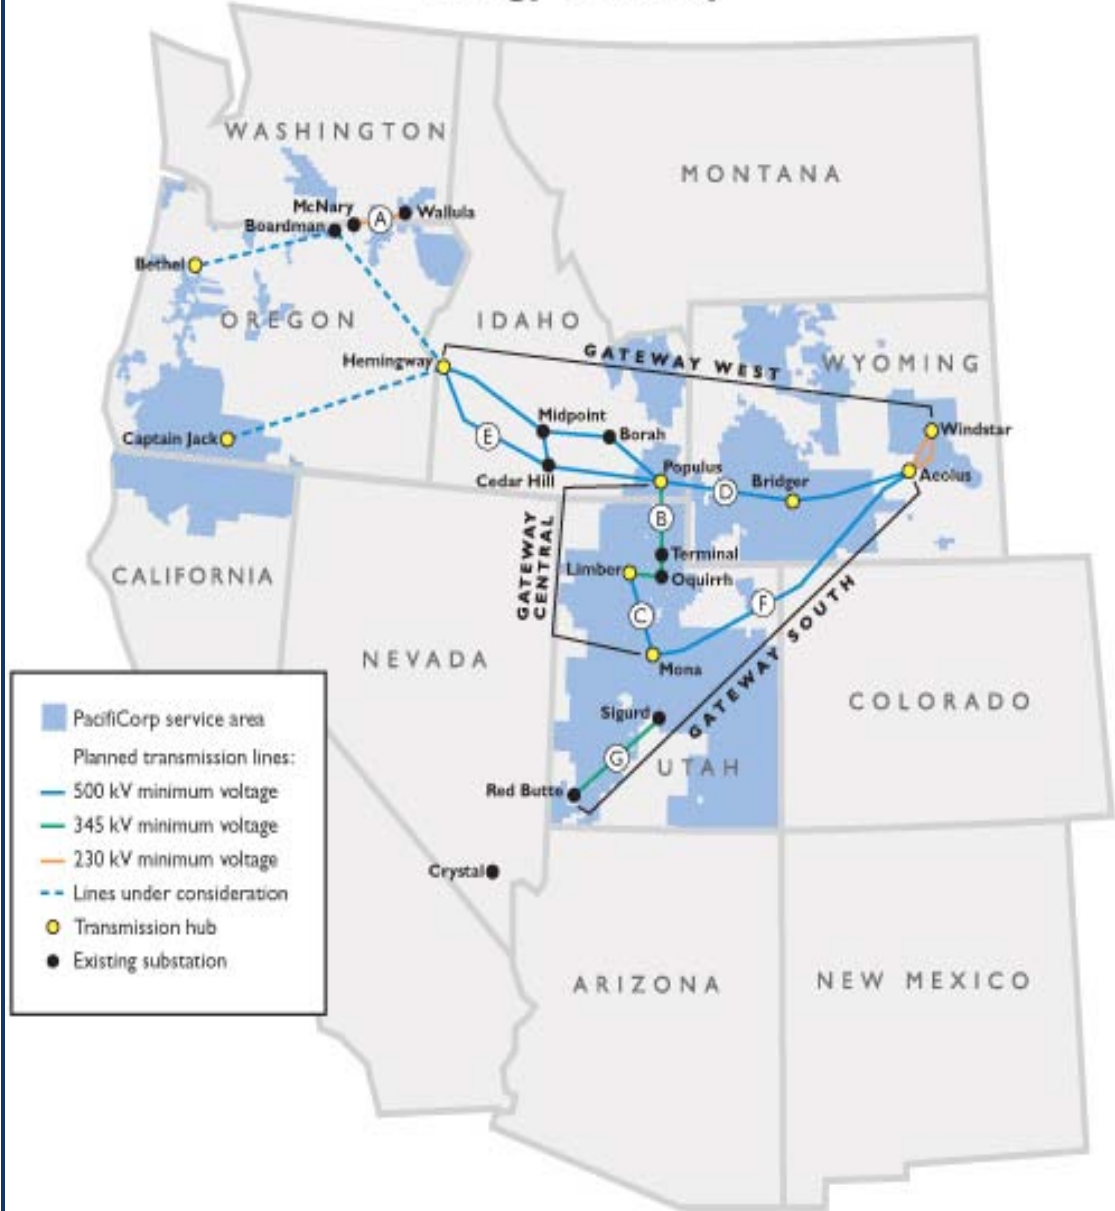 WASHINGTON
MONTANA
McNary
A
Wallula
Boardman
Bethel
OREGON
IDAHO
GATEWAY WEST
WYOMING
Hemingway
Midpoint
Windstar
Captain Jack
E
Borah
Populus
Cedar Hill
D
Bridger
Aeolus
B
GATEWAY
CENTRAL
Terminal
Limber
Oquirrh
CALIFORNIA
C
F
GATEWAY SOUTH
NEVADA
Mona
COLORADO
Sigurd
G
UTAH
Red Butte
PacifiCorp service area
Planned transmission lines:
500 kV minimum voltage
345 kV minimum voltage
230 kV minimum voltage
Lines under consideration
Transmission hub
Existing substation
Crystal
ARIZONA
NEW MEXICO